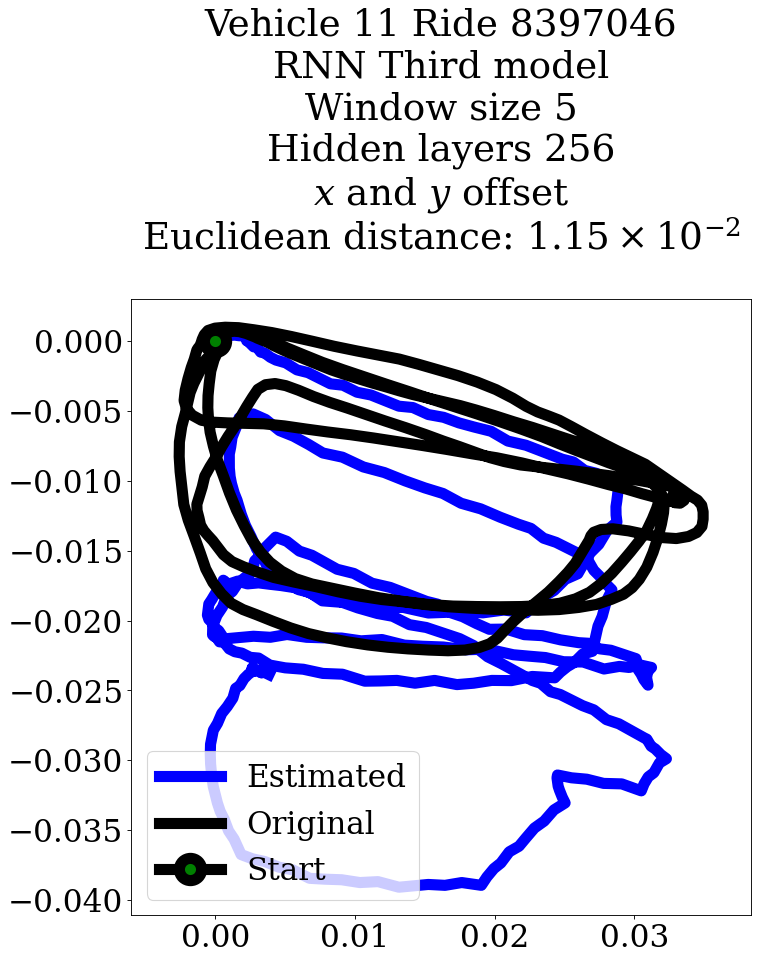 Vehicle 11 Ride 8397046
RNN Third model
Window size 5
Hidden layers 256
x and y offset
Euclidean distance: 1.15 × 10⁻²
0.000
−0.005
−0.010
−0.015
−0.020
−0.025
−0.030
−0.035
−0.040
Estimated
Original
Start
0.00 0.01 0.02 0.03